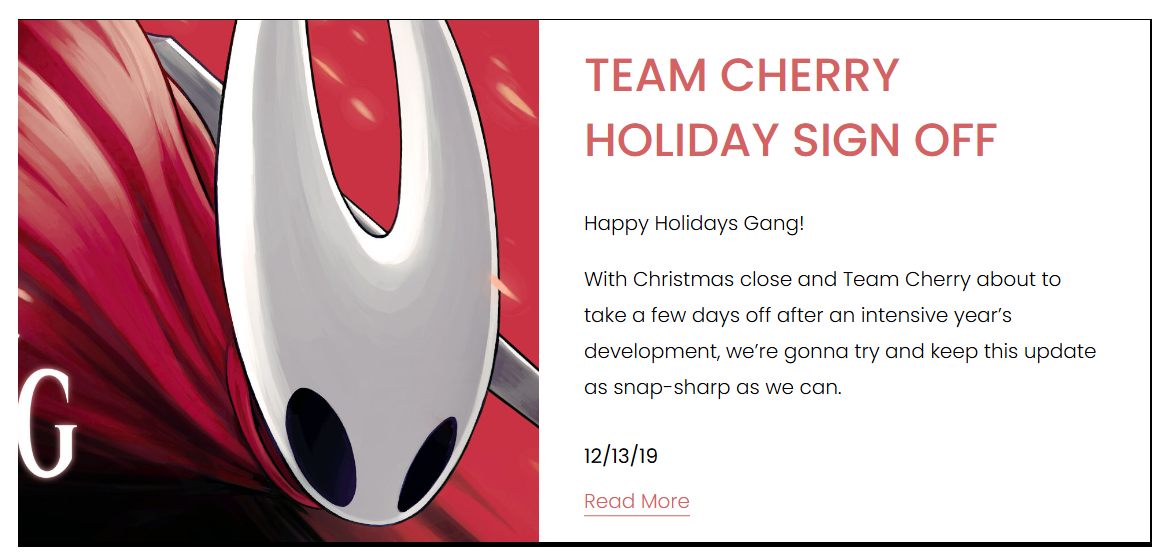 TEAM CHERRY
HOLIDAY SIGN OFF
Happy Holidays Gang!
With Christmas close and Team Cherry about to
take a few days off after an intensive year’s
development, we’re gonna try and keep this update
as snap-sharp as we can.
G
12/13/19
Read More